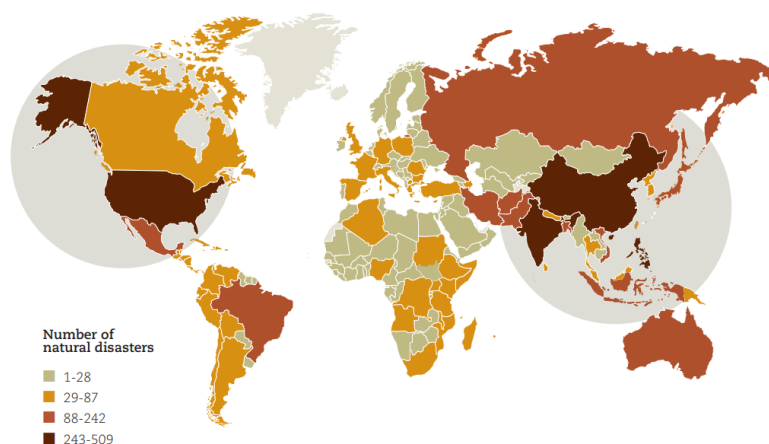 Number of
natural disasters
1-28
29-87
88-242
243-509